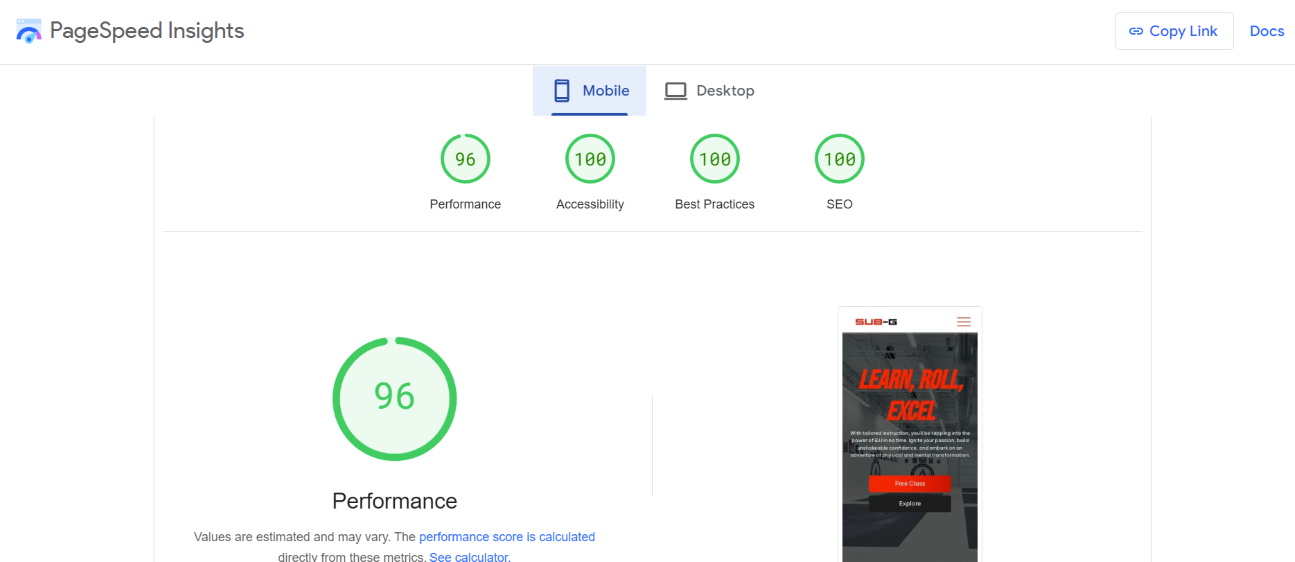 PageSpeed Insights
Copy Link
Docs
Mobile
Desktop
96
100
100
100
Performance
Accessibility
Best Practices
SEO
96
Performance
Values are estimated and may vary. The performance score is calculated
directly from these metrics. See calculator.
SUB-G
LEARN, ROLL,
EXCEL
With tailored instruction, you'll be tapping into the
power of BJJ in no time. Ignite your passion, build
unshakeable confidence, and embark on an
adventure of physical and mental transformation.
Free Class
Explore